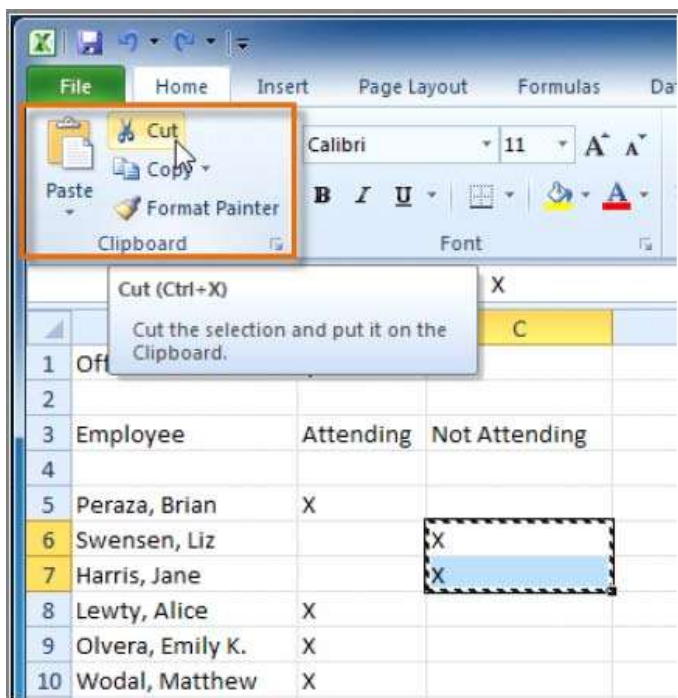 File Home Insert Page Layout Formulas Da
Cut
Calibri 11 A A
Copy
Paste
B I U A
Format Painter
Clipboard Font
Cut (Ctrl+X) X
Cut the selection and put it on the
Clipboard.
C
1 Off
2
3 Employee Attending Not Attending
4
5 Peraza, Brian X
6 Swensen, Liz X
7 Harris, Jane X
8 Lewty, Alice X
9 Olvera, Emily K. X
10 Wodal, Matthew X